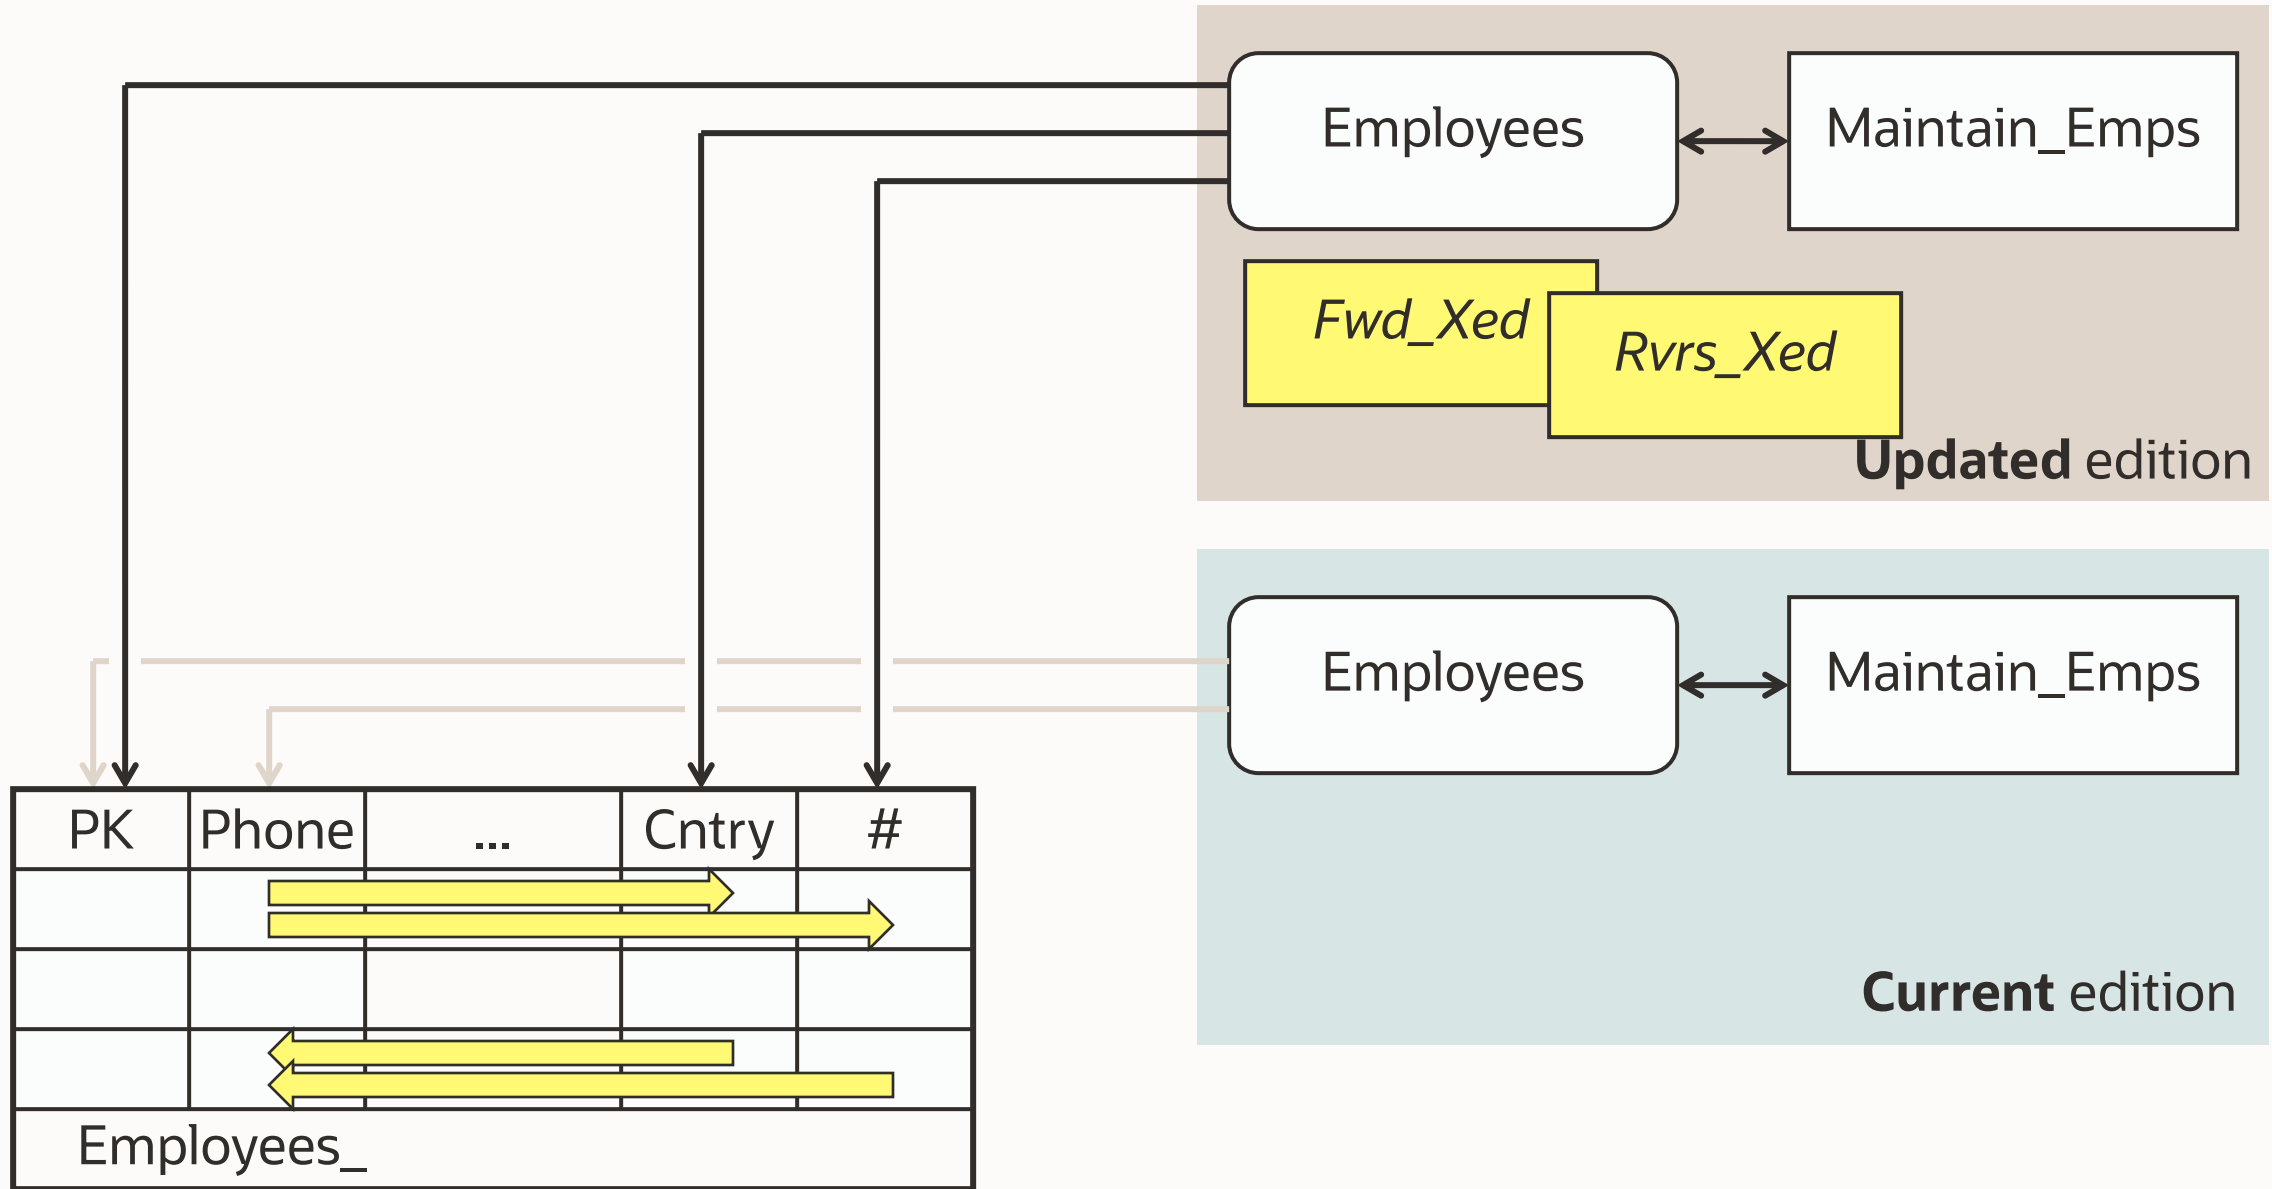 Employees
Maintain_Emps
Fwd_Xed
Rvrs_Xed
Updated edition
Employees
Maintain_Emps
Current edition
PK Phone ... Cntry #
Employees_